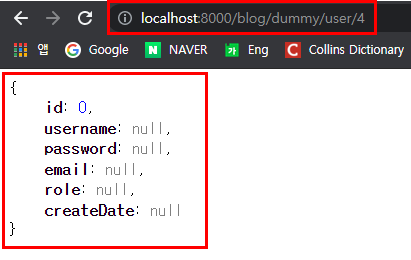 localhost:8000/blog/dummy/user/4
앱 Google N NAVER 가 Eng C Collins Dictionary
{
id: 0,
username: null,
password: null,
email: null,
role: null,
createDate: null
}